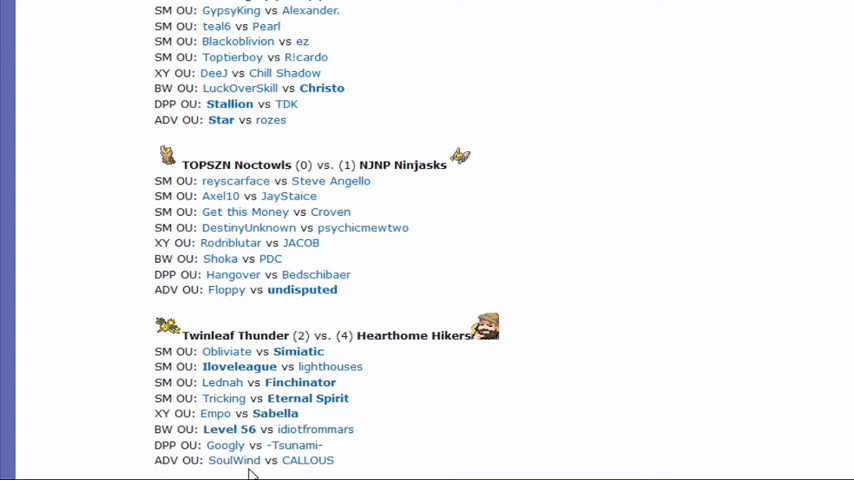 SM OU: GypsyKing vs Alexander.
SM OU: teal6 vs Pearl
SM OU: Blackoblivion vs ez
SM OU: Toptierboy vs R!cardo
XY OU: DeeJ vs Chill Shadow
BW OU: LuckOverSkill vs Christo
DPP OU: Stallion vs TDK
ADV OU: Star vs rozes
TOPSZN Noctowls (0) vs. (1) NJNP Ninjasks
SM OU: reyscarface vs Steve Angello
SM OU: Axel10 vs JayStaice
SM OU: Get this Money vs Croven
SM OU: DestinyUnknown vs psychicmewtwo
XY OU: Rodriblutar vs JACOB
BW OU: Shoka vs PDC
DPP OU: Hangover vs Bedschibaer
ADV OU: Floppy vs undisputed
Twinleaf Thunder (2) vs. (4) Hearthome Hikers
SM OU: Obliviate vs Simiatic
SM OU: Iloveleague vs lighthouses
SM OU: Lednah vs Finchinator
SM OU: Tricking vs Eternal Spirit
XY OU: Empo vs Sabella
BW OU: Level 56 vs idiotfrommars
DPP OU: Googly vs -Tsunami-
ADV OU: SoulWind vs CALLOUS